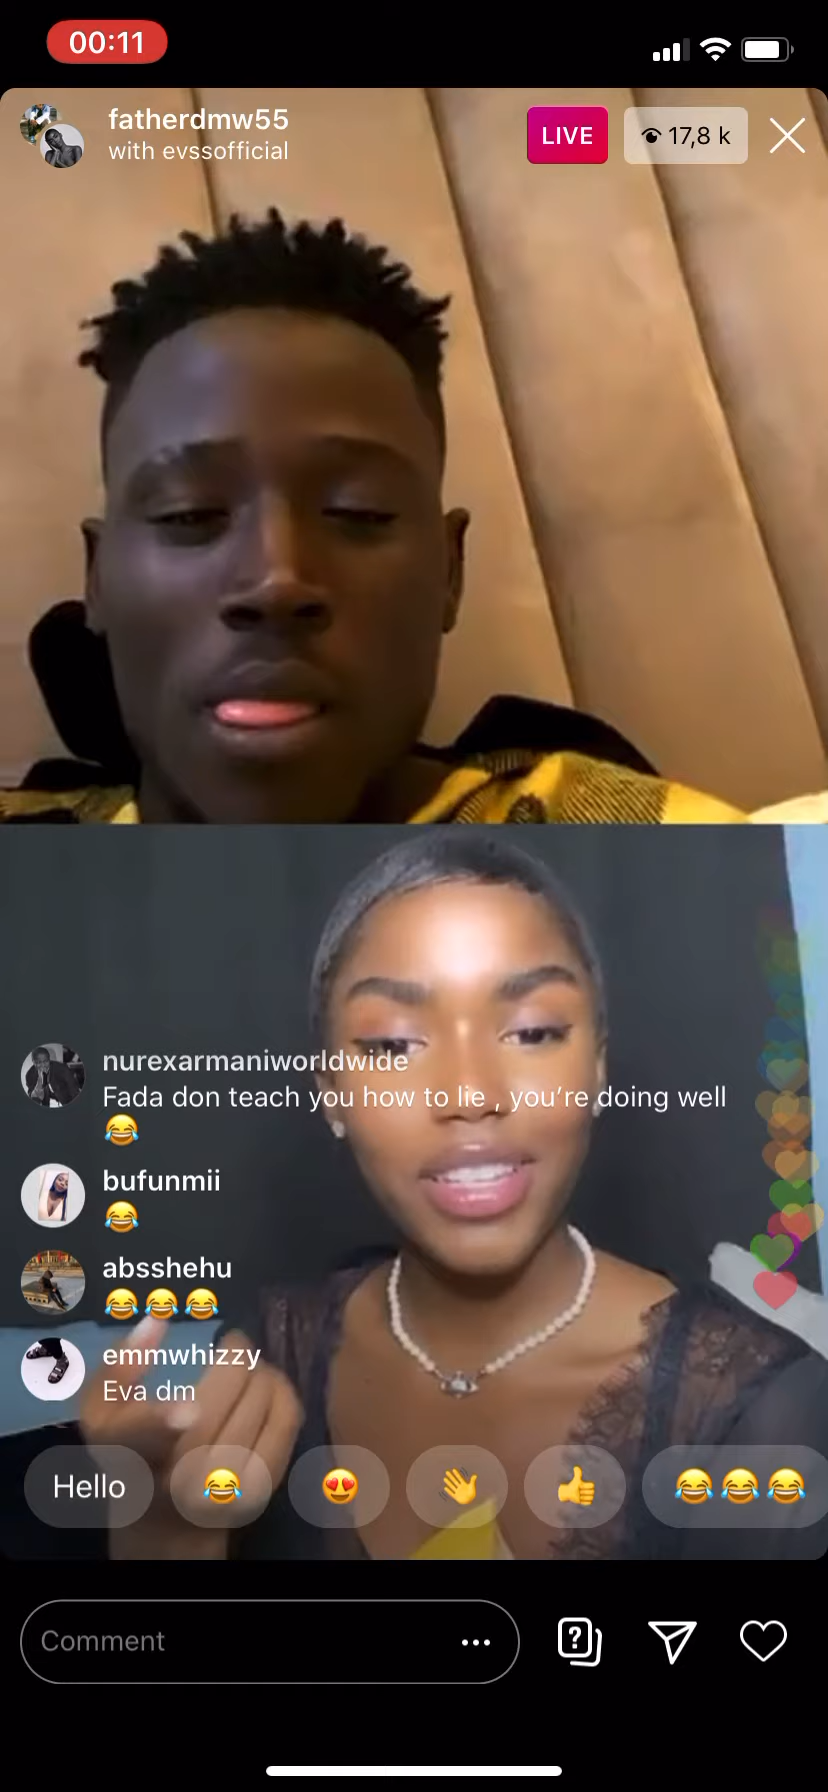 00:11
fatherdmw55
with evssofficial
LIVE
17,8 k
nurexarmaniworldwide
Fada don teach you how to lie , you’re doing well
😂
bufunmii
😂
absshehu
😂😂😂
emmwhizzy
Eva dm
Hello 😂 😍 👋 👍 😂😂😂
Comment